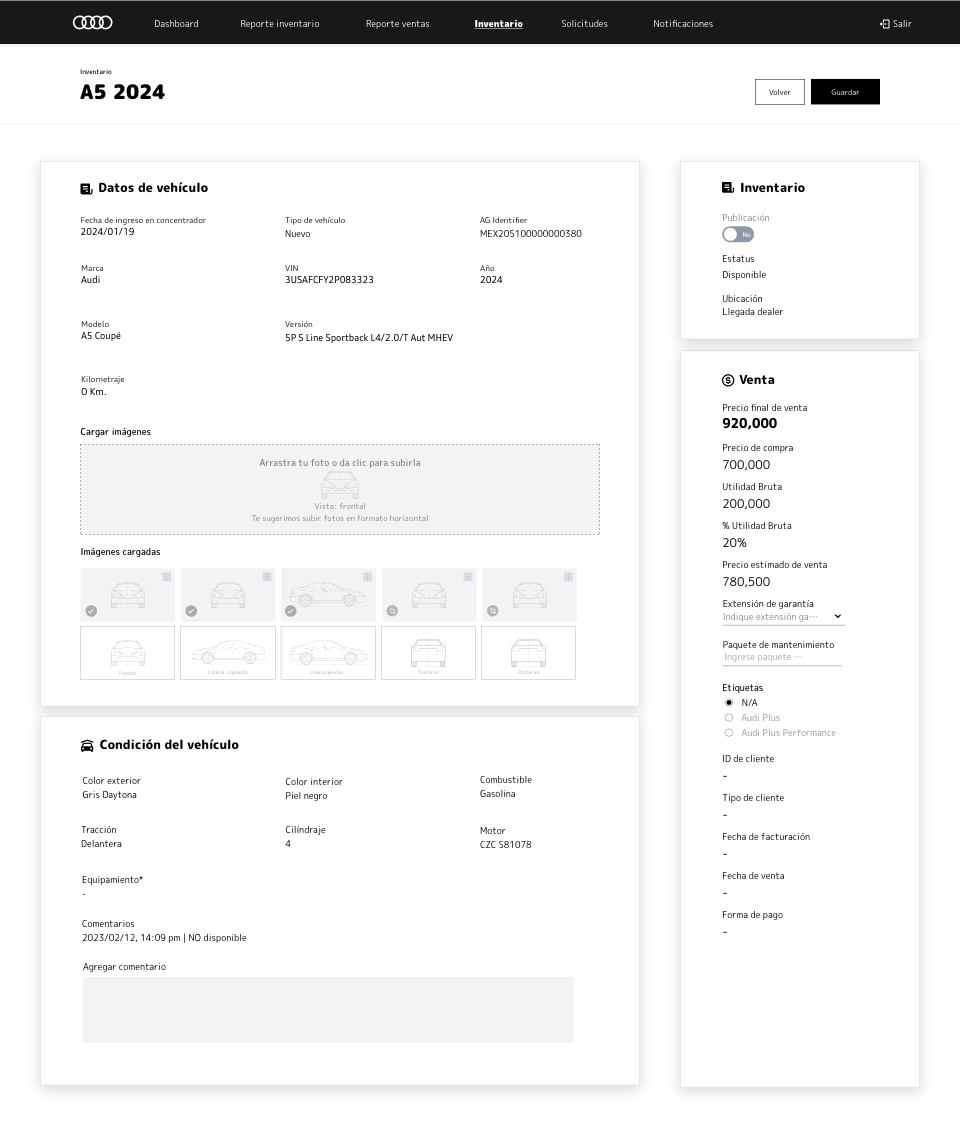 Dashboard
Reporte inventario
Reporte ventas
Inventario
Solicitudes
Notificaciones
Salir
Inventario
A5 2024
Volver
Guardar
Datos de vehículo
Fecha de ingreso en concentrador
2024/01/19
Tipo de vehículo
Nuevo
AG Identifier
MEX205100000000380
Marca
Audi
VIN
3USAFCFY2P083323
Año
2024
Modelo
A5 Coupé
Versión
5P S Line Sportback L4/2.0/T Aut MHEV
Kilometraje
0 Km.
Cargar imágenes
Arrastra tu foto o da clic para subirla
Vista: frontal
Te sugerimos subir fotos en formato horizontal
Imágenes cargadas
Frontal
Lateral izquierdo
Lateral derecho
Posterior
Posterior
Condición del vehículo
Color exterior
Gris Daytona
Color interior
Piel negro
Combustible
Gasolina
Tracción
Delantera
Cilíndraje
4
Motor
CZC S81078
Equipamiento*
-
Comentarios
2023/02/12, 14:09 pm | NO disponible
Agregar comentario
Inventario
Publicación
No
Estatus
Disponible
Ubicación
Llegada dealer
Venta
Precio final de venta
920,000
Precio de compra
700,000
Utilidad Bruta
200,000
% Utilidad Bruta
20%
Precio estimado de venta
780,500
Extensión de garantía
Indique extensión ga···
Paquete de mantenimiento
Ingrese paquete ···
Etiquetas
N/A
Audi Plus
Audi Plus Performance
ID de cliente
-
Tipo de cliente
-
Fecha de facturación
-
Fecha de venta
-
Forma de pago
-